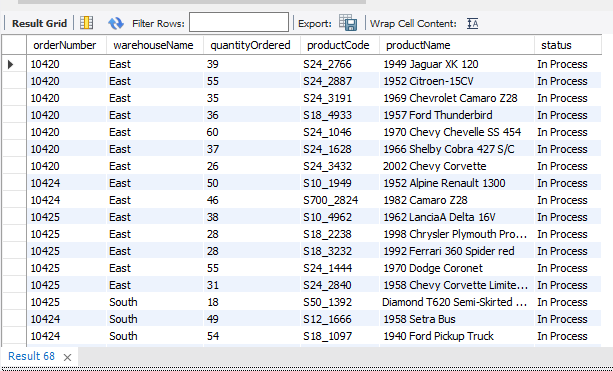 Result Grid Filter Rows: Export: Wrap Cell Content:
orderNumber warehouseName quantityOrdered productCode productName status
10420 East 39 S24_2766 1949 Jaguar XK 120 In Process
10420 East 55 S24_2887 1952 Citroen-15CV In Process
10420 East 35 S24_3191 1969 Chevrolet Camaro Z28 In Process
10420 East 36 S18_4933 1957 Ford Thunderbird In Process
10420 East 60 S24_1046 1970 Chevy Chevelle SS 454 In Process
10420 East 37 S24_1628 1966 Shelby Cobra 427 S/C In Process
10420 East 26 S24_3432 2002 Chevy Corvette In Process
10424 East 50 S10_1949 1952 Alpine Renault 1300 In Process
10424 East 46 S700_2824 1982 Camaro Z28 In Process
10425 East 38 S10_4962 1962 LanciaA Delta 16V In Process
10425 East 28 S18_2238 1998 Chrysler Plymouth Pro... In Process
10425 East 28 S18_3232 1992 Ferrari 360 Spider red In Process
10425 East 55 S24_1444 1970 Dodge Coronet In Process
10425 East 31 S24_2840 1958 Chevy Corvette Limite... In Process
10425 South 18 S50_1392 Diamond T620 Semi-Skirted ... In Process
10424 South 49 S12_1666 1958 Setra Bus In Process
10424 South 54 S18_1097 1940 Ford Pickup Truck In Process
Result 68